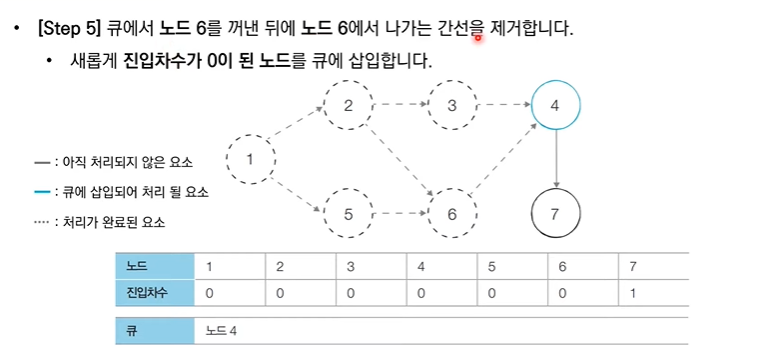 • [Step 5] 큐에서 노드 6를 꺼낸 뒤에 노드 6에서 나가는 간선을 제거합니다.
• 새롭게 진입차수가 0이 된 노드를 큐에 삽입합니다.
2 3 4
1
5 6 7
: 아직 처리되지 않은 요소
: 큐에 삽입되어 처리 될 요소
: 처리가 완료된 요소
노드 1 2 3 4 5 6 7
진입차수 0 0 0 0 0 0 1
큐 노드 4